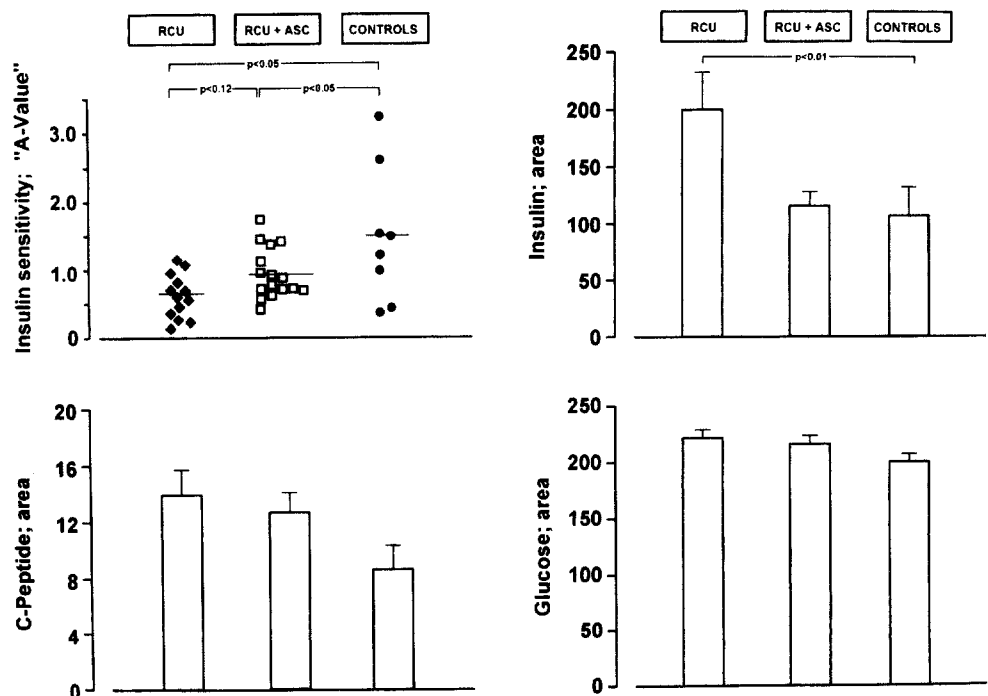 RCU RCU + ASC CONTROLS
p<0.05
p<0.12 p<0.05
Insulin sensitivity; "A-Value"
3.0
2.0
1.0
0
RCU RCU + ASC CONTROLS
p<0.01
Insulin; area
250
200
150
100
50
0
C-Peptide; area
20
16
12
8
4
0
Glucose; area
250
200
150
100
50
0